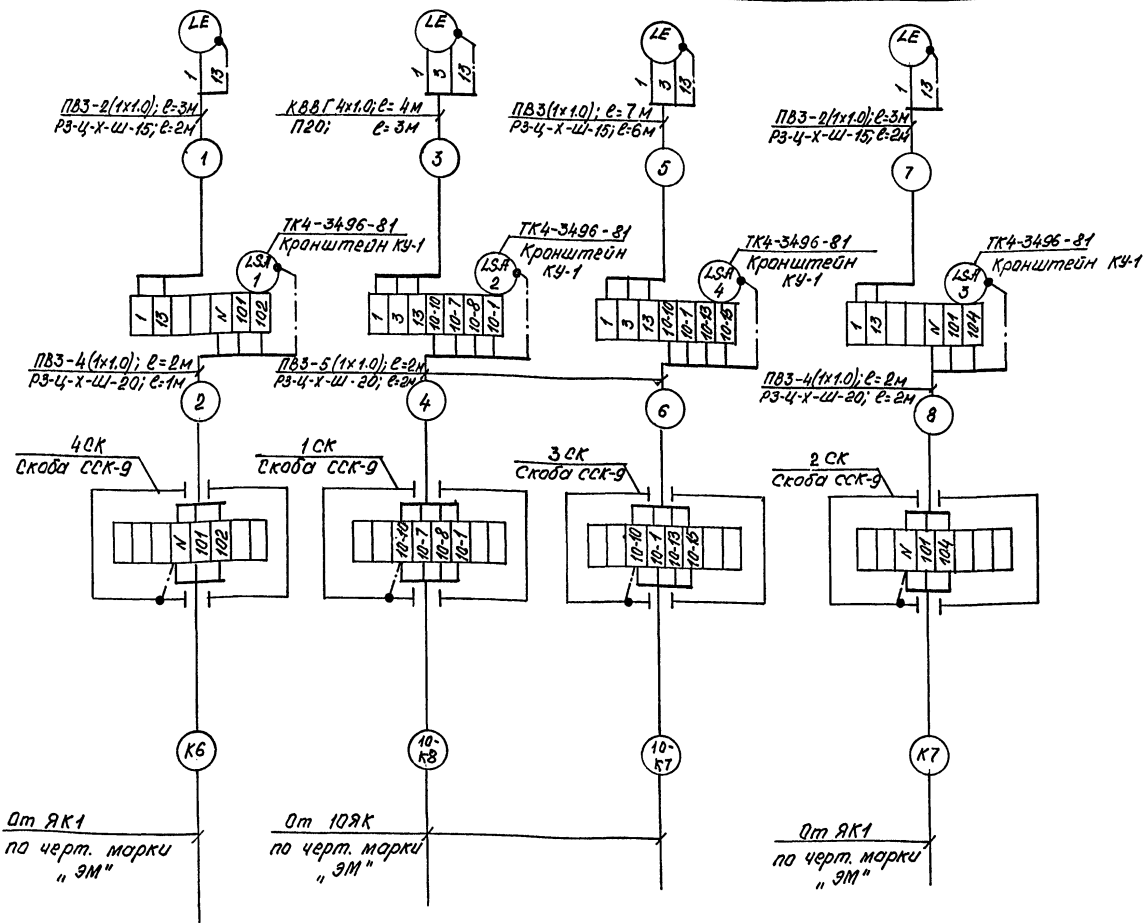 LE
1
13
ПВ3-2(1х1.0); ℓ=3м
РЗ-Ц-Х-Ш-15; ℓ=2м
1
ТК4-3496-81
Кронштейн КУ-1
LSA
1
1
13
N
101
102
ПВ3-4(1х1.0); ℓ=2м
РЗ-Ц-Х-Ш-20; ℓ=1м
2
4СК
Скоба ССК-9
N
101
102
К6
От ЯК1
по черт. марки
„ЭМ"
LE
1
3
13
КВВГ 4х1.0; ℓ=4м
П20; ℓ=3м
3
ТК4-3496-81
Кронштейн
КУ-1
LSA
2
1
3
13
10-10
10-7
10-8
10-1
ПВ3-5(1х1.0); ℓ=2м
РЗ-Ц-Х-Ш-20; ℓ=2м
4
1СК
Скоба ССК-9
10-10
10-7
10-8
10-1
10-
К8
От 10ЯК
по черт. марки
„ЭМ"
LE
1
3
13
ПВ3(1х1.0); ℓ=7м
РЗ-Ц-Х-Ш-15; ℓ=6м
5
ТК4-3496-81
Кронштейн
КУ-1
LSA
4
1
3
13
10-10
10-1
10-13
10-15
6
3СК
Скоба ССК-9
10-10
10-1
10-13
10-15
10-
К7
LE
1
13
ПВ3-2(1х1.0); ℓ=3м
РЗ-Ц-Х-Ш-15; ℓ=2м
7
ТК4-3496-81
Кронштейн КУ-1
LSA
3
1
13
N
101
104
ПВ3-4(1х1.0); ℓ=2м
РЗ-Ц-Х-Ш-20; ℓ=2м
8
2СК
Скоба ССК-9
N
101
104
К7
От ЯК1
по черт. марки
„ЭМ"